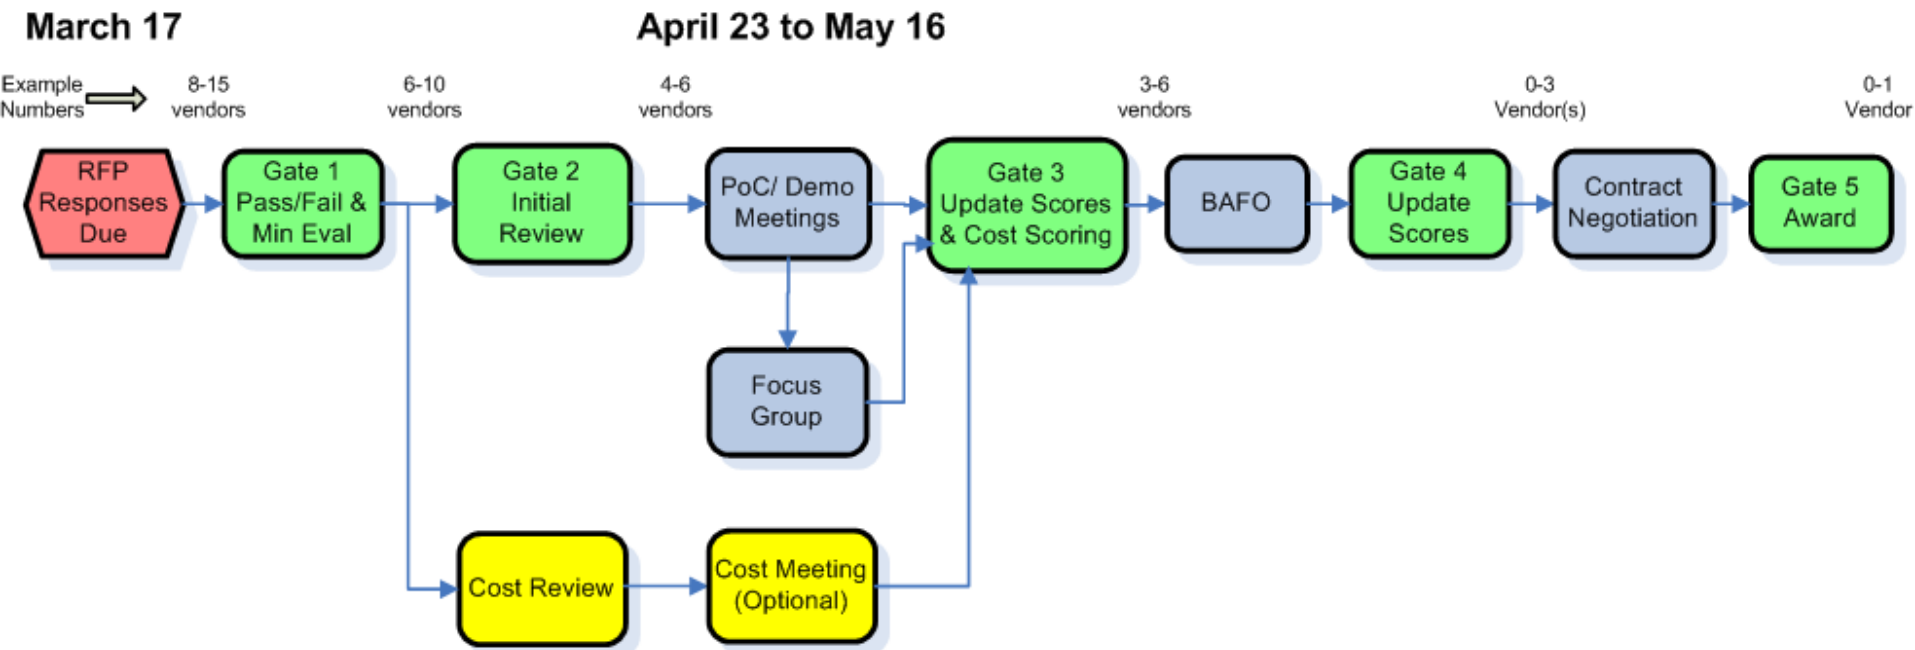 March 17
April 23 to May 16
Example
Numbers
8-15
vendors
6-10
vendors
4-6
vendors
3-6
vendors
0-3
Vendor(s)
0-1
Vendor
RFP
Responses
Due
Gate 1
Pass/Fail &
Min Eval
Gate 2
Initial
Review
PoC/ Demo
Meetings
Gate 3
Update Scores
& Cost Scoring
BAFO
Gate 4
Update
Scores
Contract
Negotiation
Gate 5
Award
Focus
Group
Cost Review
Cost Meeting
(Optional)